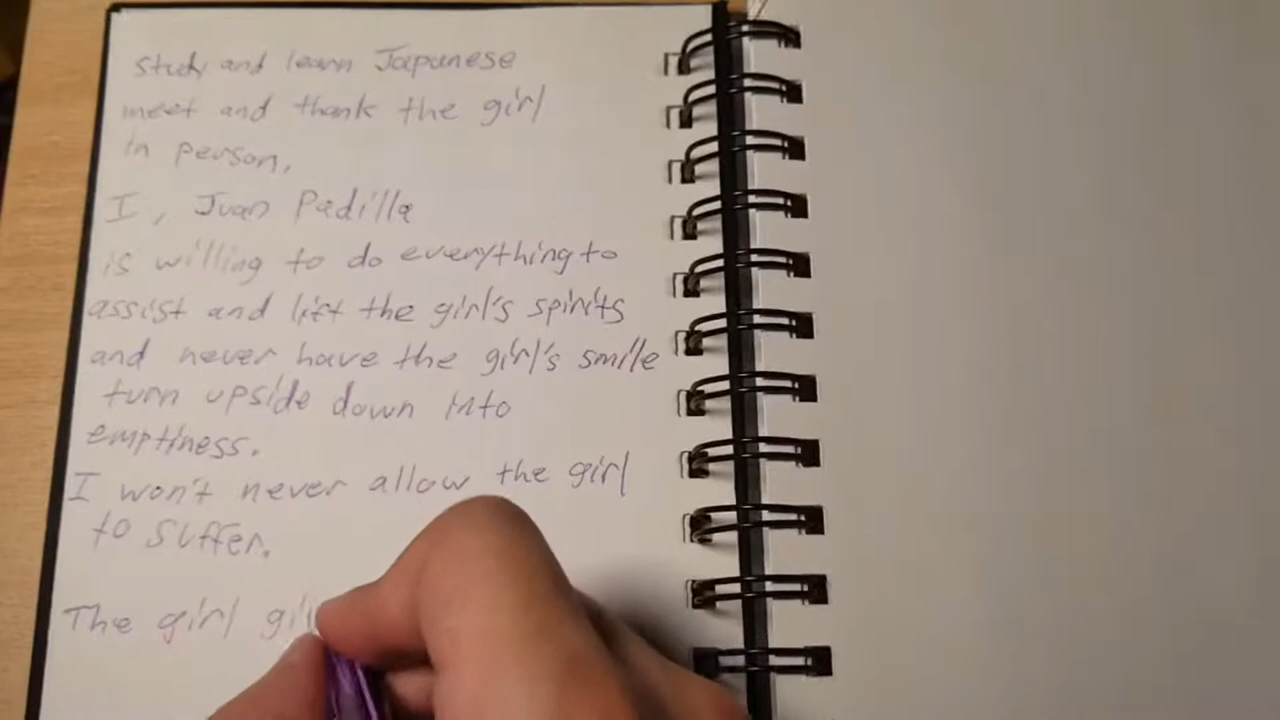 study and learn Japanese
meet and thank the girl
in person.
I, Juan Padilla
is willing to do everything to
assist and lift the girl's spirits
and never have the girl's smile
turn upside down into
emptiness.
I won't never allow the girl
to suffer.
The girl